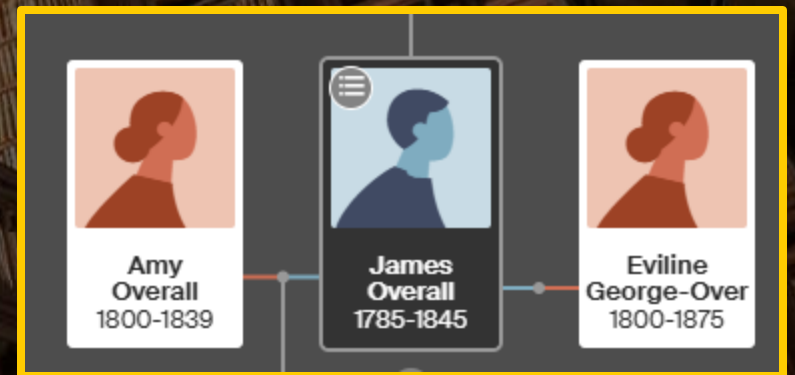 Amy
Overall
1800-1839
James
Overall
1785-1845
Eviline
George-Over
1800-1875